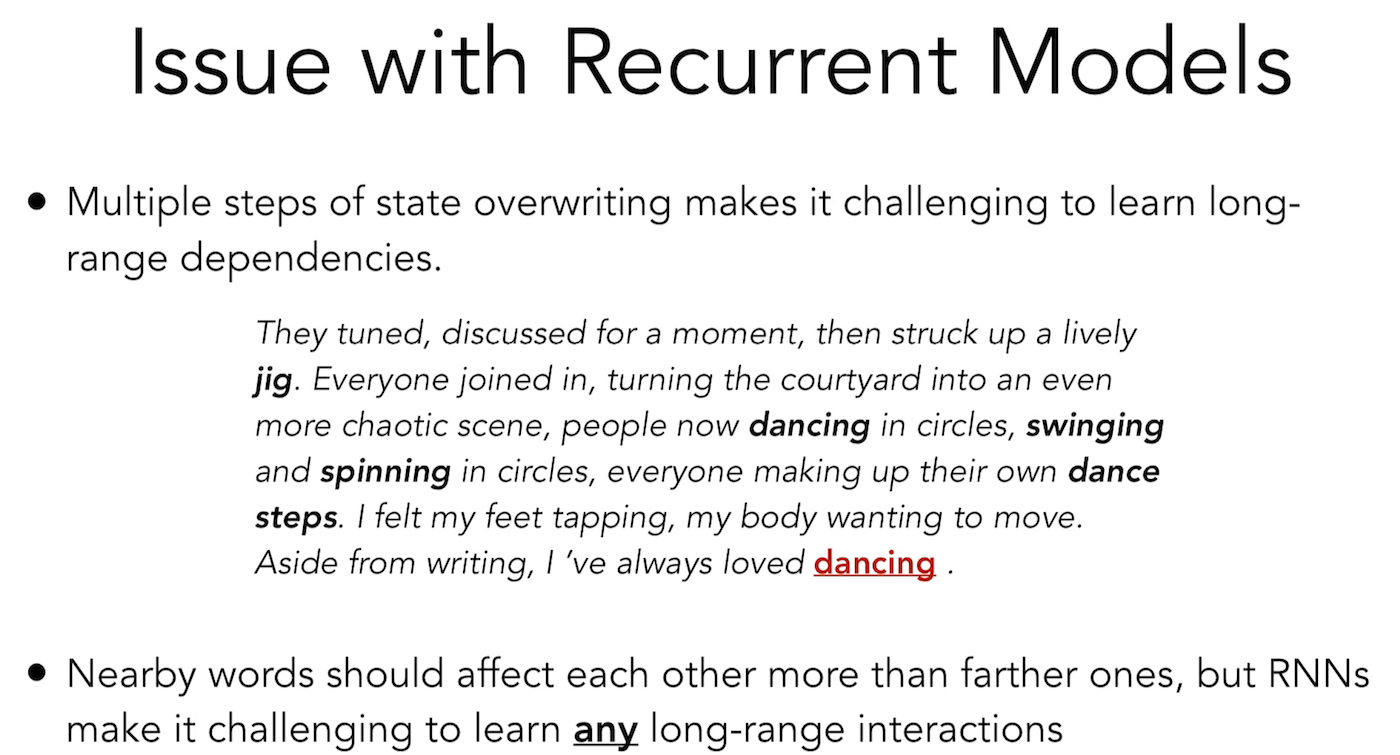 Issue with Recurrent Models
• Multiple steps of state overwriting makes it challenging to learn long-
range dependencies.
They tuned, discussed for a moment, then struck up a lively
jig. Everyone joined in, turning the courtyard into an even
more chaotic scene, people now dancing in circles, swinging
and spinning in circles, everyone making up their own dance
steps. I felt my feet tapping, my body wanting to move.
Aside from writing, I ’ve always loved dancing .
• Nearby words should affect each other more than farther ones, but RNNs
make it challenging to learn any long-range interactions